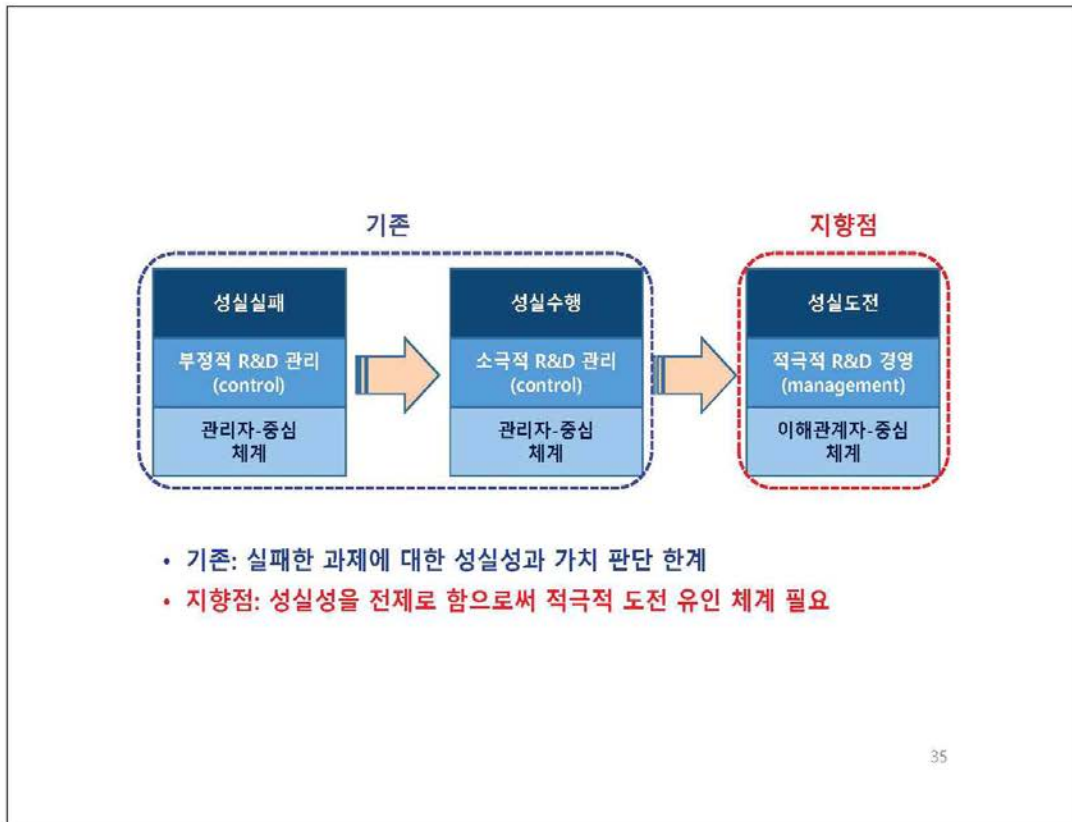 기존
지향점
성실실패
부정적 R&D 관리
(control)
관리자-중심
체계
성실수행
소극적 R&D 관리
(control)
관리자-중심
체계
성실도전
적극적 R&D 경영
(management)
이해관계자-중심
체계
• 기존: 실패한 과제에 대한 성실성과 가치 판단 한계
• 지향점: 성실성을 전제로 함으로써 적극적 도전 유인 체계 필요
35